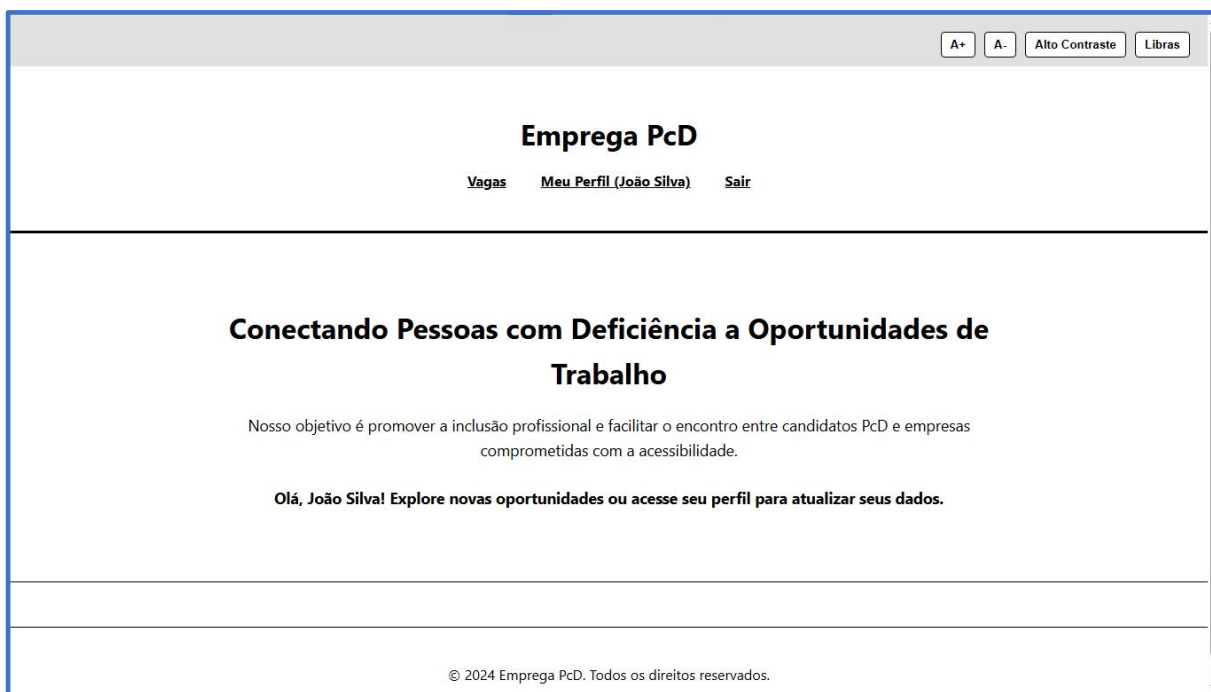 A+ A- Alto Contraste Libras
Emprega PcD
Vagas Meu Perfil (João Silva) Sair
Conectando Pessoas com Deficiência a Oportunidades de
Trabalho
Nosso objetivo é promover a inclusão profissional e facilitar o encontro entre candidatos PcD e empresas
comprometidas com a acessibilidade.
Olá, João Silva! Explore novas oportunidades ou acesse seu perfil para atualizar seus dados.
© 2024 Emprega PcD. Todos os direitos reservados.